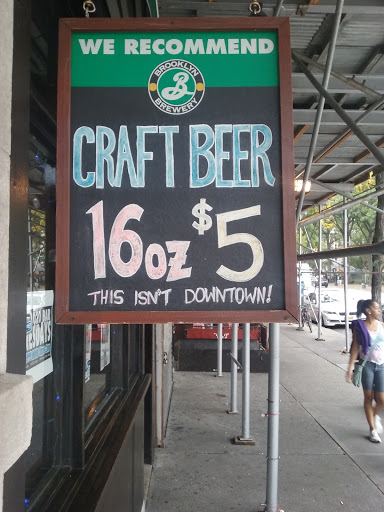 WE RECOMMEND
BROOKLYN
B
BREWERY
CRAFT BEER
16oz $5
THIS ISN'T DOWNTOWN!